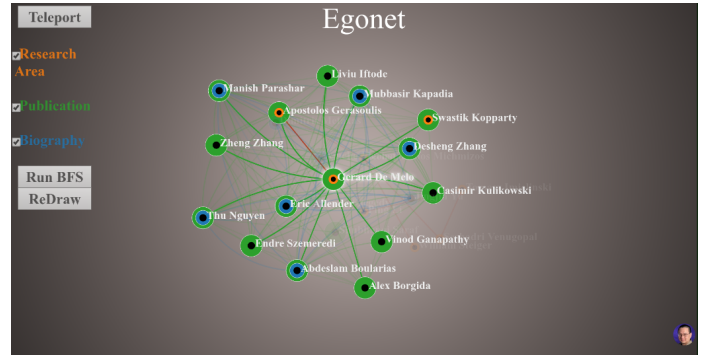 Teleport
Egonet
Research
Area
Publication
Biography
Run BFS
ReDraw
Liviu Iftode
Manish Parashar
Mubbasir Kapadia
Apostolos Gerasoulis
Swastik Kopparty
Zheng Zhang
Desheng Zhang
Gerard De Melo
Casimir Kulikowski
Eric Allender
Thu Nguyen
Endre Szemeredi
Vinod Ganapathy
Abdeslam Boularias
Alex Borgida